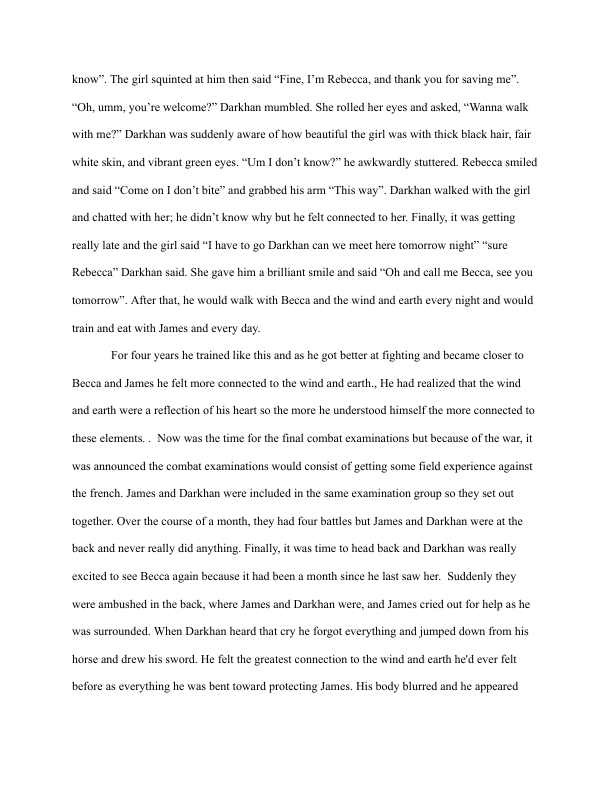 know”. The girl squinted at him then said “Fine, I’m Rebecca, and thank you for saving me”.
“Oh, umm, you’re welcome?” Darkhan mumbled. She rolled her eyes and asked, “Wanna walk
with me?” Darkhan was suddenly aware of how beautiful the girl was with thick black hair, fair
white skin, and vibrant green eyes. “Um I don’t know?” he awkwardly stuttered. Rebecca smiled
and said “Come on I don’t bite” and grabbed his arm “This way”. Darkhan walked with the girl
and chatted with her; he didn’t know why but he felt connected to her. Finally, it was getting
really late and the girl said “I have to go Darkhan can we meet here tomorrow night” “sure
Rebecca” Darkhan said. She gave him a brilliant smile and said “Oh and call me Becca, see you
tomorrow”. After that, he would walk with Becca and the wind and earth every night and would
train and eat with James and every day.
For four years he trained like this and as he got better at fighting and became closer to
Becca and James he felt more connected to the wind and earth., He had realized that the wind
and earth were a reflection of his heart so the more he understood himself the more connected to
these elements. .  Now was the time for the final combat examinations but because of the war, it
was announced the combat examinations would consist of getting some field experience against
the french. James and Darkhan were included in the same examination group so they set out
together. Over the course of a month, they had four battles but James and Darkhan were at the
back and never really did anything. Finally, it was time to head back and Darkhan was really
excited to see Becca again because it had been a month since he last saw her.  Suddenly they
were ambushed in the back, where James and Darkhan were, and James cried out for help as he
was surrounded. When Darkhan heard that cry he forgot everything and jumped down from his
horse and drew his sword. He felt the greatest connection to the wind and earth he'd ever felt
before as everything he was bent toward protecting James. His body blurred and he appeared